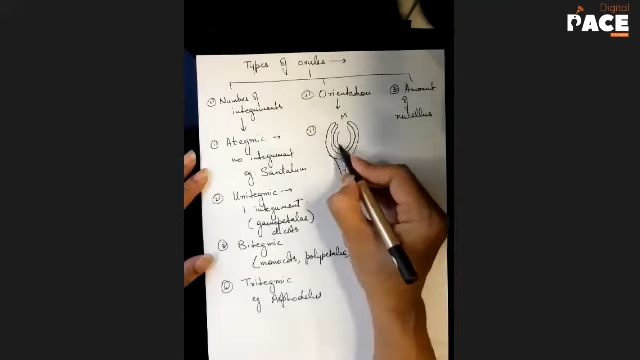 Digital
PACE
Types of ovules →
① Number of integuments
① Ategmic →
no integument
eg Santalum
② Unitegmic →
1 integument
(gamopetalae)
dicots
③ Bitegmic
(monocots, polypetalae)
④ Tritegmic
eg Asphodelus
② Orientation
M
①
③ Amount
of
nucellus